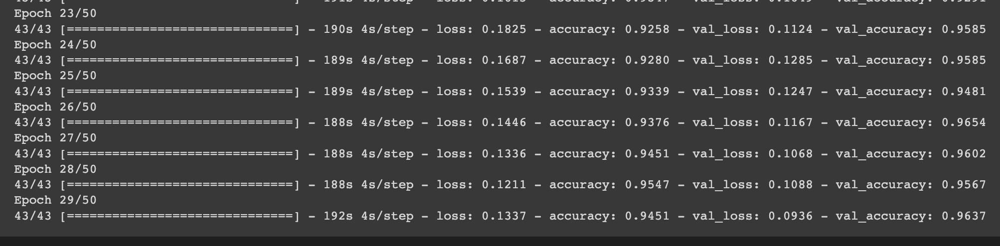 Epoch 23/50
43/43 [==============================] - 190s 4s/step - loss: 0.1825 - accuracy: 0.9258 - val_loss: 0.1124 - val_accuracy: 0.9585
Epoch 24/50
43/43 [==============================] - 189s 4s/step - loss: 0.1687 - accuracy: 0.9280 - val_loss: 0.1285 - val_accuracy: 0.9585
Epoch 25/50
43/43 [==============================] - 189s 4s/step - loss: 0.1539 - accuracy: 0.9339 - val_loss: 0.1247 - val_accuracy: 0.9481
Epoch 26/50
43/43 [==============================] - 188s 4s/step - loss: 0.1446 - accuracy: 0.9376 - val_loss: 0.1167 - val_accuracy: 0.9654
Epoch 27/50
43/43 [==============================] - 188s 4s/step - loss: 0.1336 - accuracy: 0.9451 - val_loss: 0.1068 - val_accuracy: 0.9602
Epoch 28/50
43/43 [==============================] - 188s 4s/step - loss: 0.1211 - accuracy: 0.9547 - val_loss: 0.1088 - val_accuracy: 0.9567
Epoch 29/50
43/43 [==============================] - 192s 4s/step - loss: 0.1337 - accuracy: 0.9451 - val_loss: 0.0936 - val_accuracy: 0.9637